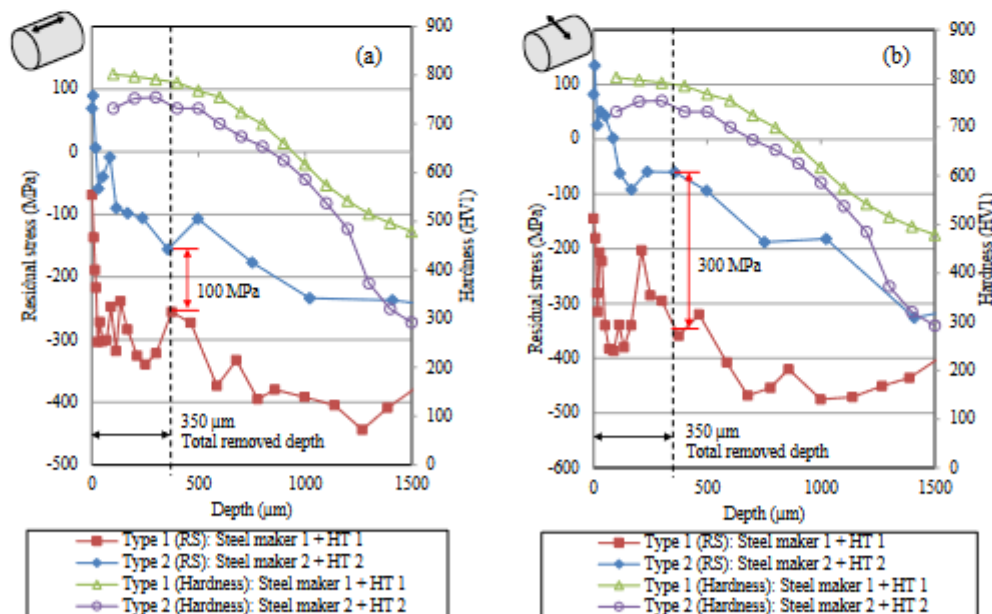 (a)
Residual stress (MPa)
100
0
-100
-200
-300
-400
-500
900
800
700
600
500
400
300
200
100
0
Hardness (HV1)
100 MPa
350 µm
Total removed depth
0
500
1000
1500
Depth (µm)
Type 1 (RS): Steel maker 1 + HT 1
Type 2 (RS): Steel maker 2 + HT 2
Type 1 (Hardness): Steel maker 1 + HT 1
Type 2 (Hardness): Steel maker 2 + HT 2
(b)
Residual stress (MPa)
100
0
-100
-200
-300
-400
-500
-600
900
800
700
600
500
400
300
200
100
0
Hardness (HV1)
300 MPa
350 µm
Total removed depth
0
500
1000
1500
Depth (µm)
Type 1 (RS): Steel maker 1 + HT 1
Type 2 (RS): Steel maker 2 + HT 2
Type 1 (Hardness): Steel maker 1 + HT 1
Type 2 (Hardness): Steel maker 2 + HT 2